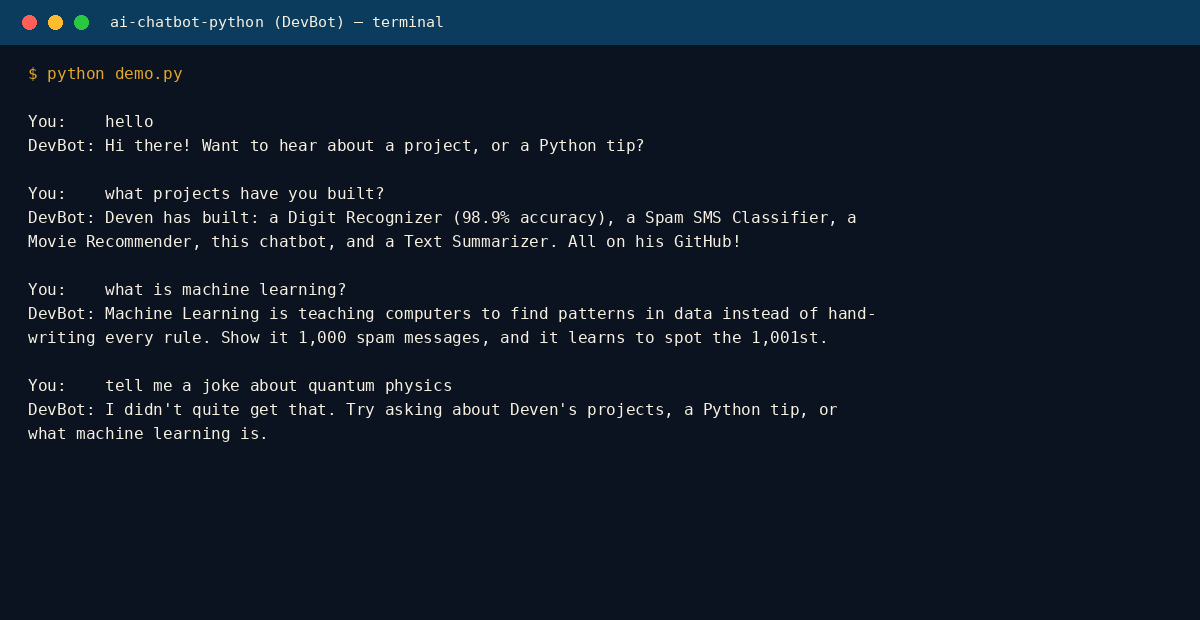 ai-chatbot-python (DevBot) — terminal
$ python demo.py
You:    hello
DevBot: Hi there! Want to hear about a project, or a Python tip?
You:    what projects have you built?
DevBot: Deven has built: a Digit Recognizer (98.9% accuracy), a Spam SMS Classifier, a
Movie Recommender, this chatbot, and a Text Summarizer. All on his GitHub!
You:    what is machine learning?
DevBot: Machine Learning is teaching computers to find patterns in data instead of hand-
writing every rule. Show it 1,000 spam messages, and it learns to spot the 1,001st.
You:    tell me a joke about quantum physics
DevBot: I didn't quite get that. Try asking about Deven's projects, a Python tip, or
what machine learning is.